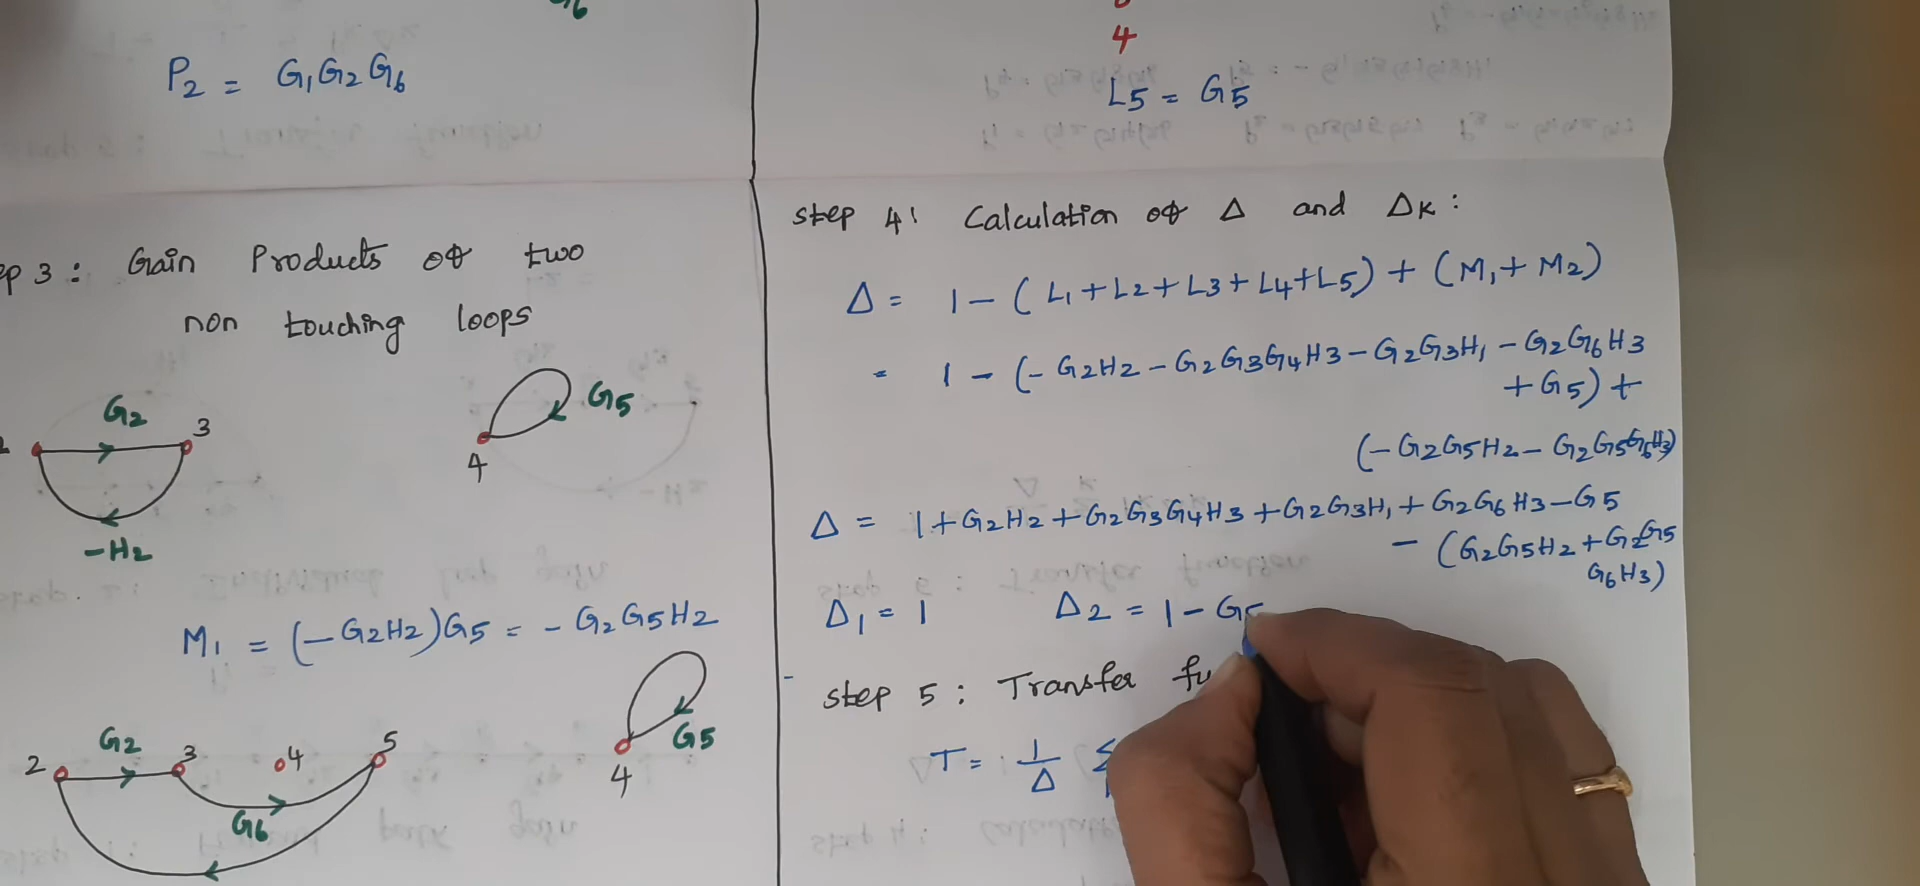 P2 = G1G2G6
ep 3: Gain Products of two
non touching loops
G2
3
G5
4
-H2
M1 = (-G2H2)G5 = -G2G5H2
G2
2
3
4
5
G6
G5
4
4
L5 = G5
step 4: Calculation of Δ and ΔK:
Δ = 1 - (L1+L2+L3+L4+L5) + (M1+M2)
= 1 - (-G2H2 - G2G3G4H3 - G2G3H1 - G2G6H3
+G5) +
(-G2G5H2 - G2G5G6H3)
Δ = 1+G2H2+G2G3G4H3+G2G3H1+G2G6H3-G5
- (G2G5H2+G2G5
G6H3)
Δ1 = 1 Δ2 = 1 - G5
step 5: Transfer fu
T = 1/Δ